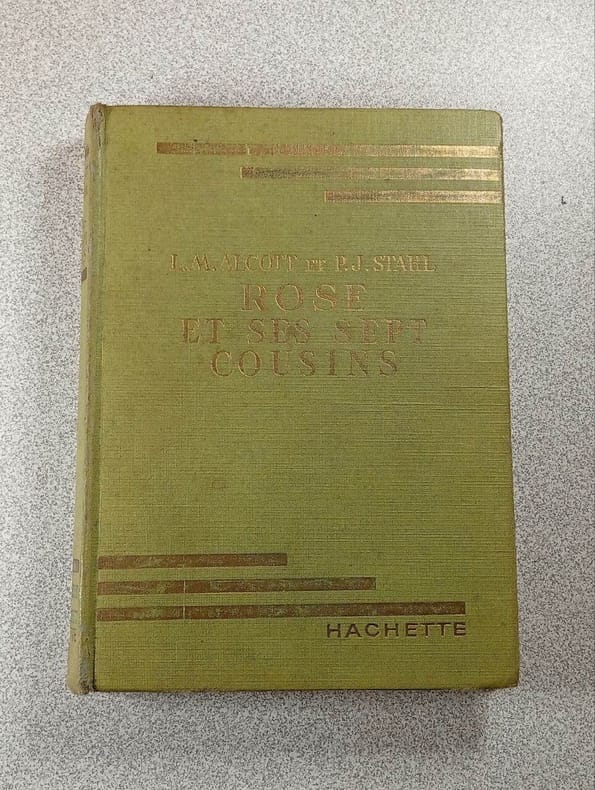 L. M. ALCOTT ET P. J. STAHL
ROSE
ET SES SEPT
COUSINS
HACHETTE